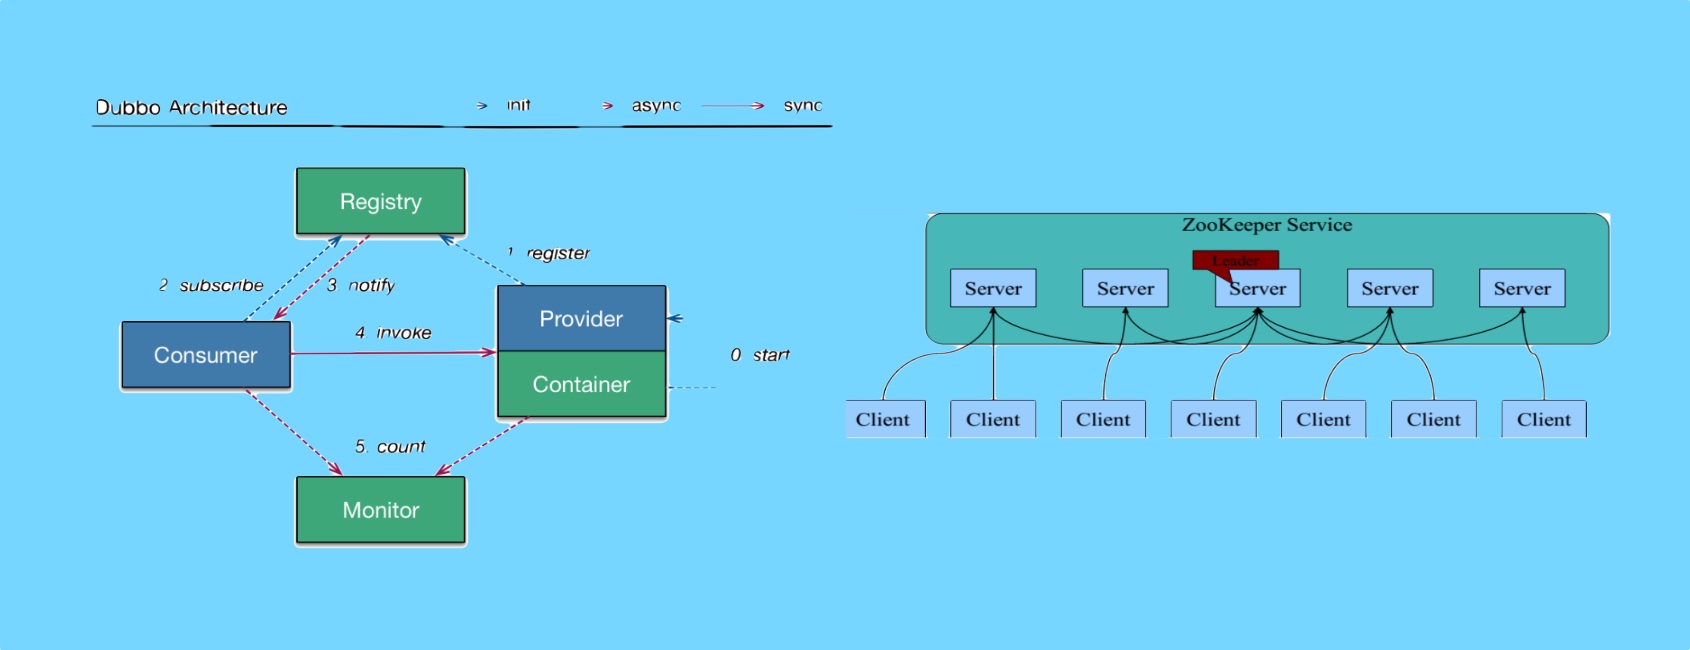 Dubbo Architecture
init async sync
Registry
1 register
2 subscribe
3 notify
Provider
4 invoke
Consumer
0 start
Container
5. count
Monitor
ZooKeeper Service
Leader
Server Server Server Server Server
Client Client Client Client Client Client Client